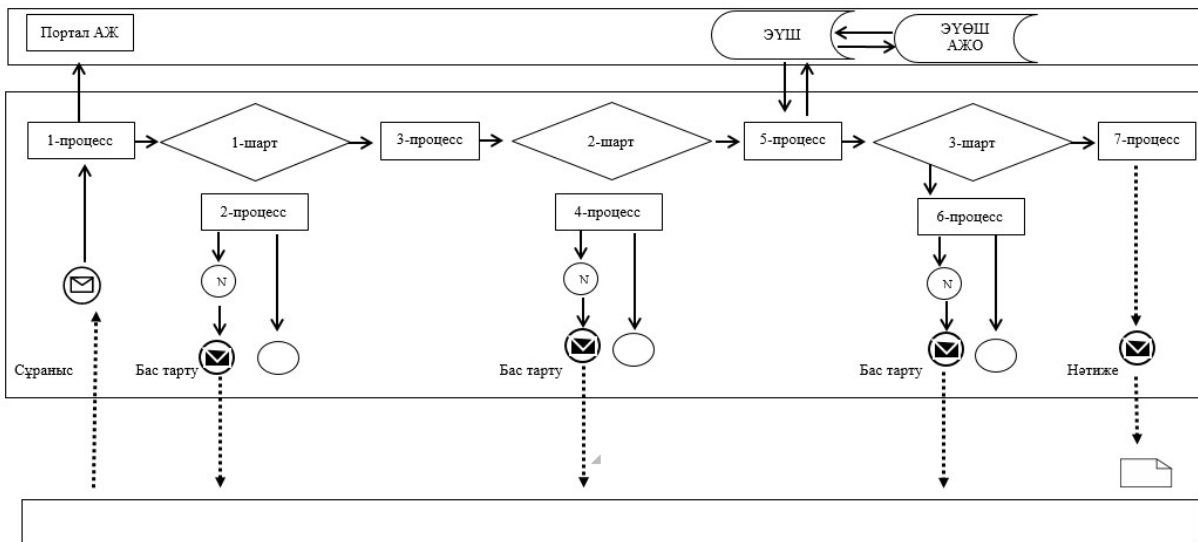 Портал АЖ
ЭҮШ
ЭҮӨШ
АЖО
1-процесс
1-шарт
3-процесс
2-шарт
5-процесс
3-шарт
7-процесс
2-процесс
4-процесс
6-процесс
N
N
N
Сұраныс
Бас тарту
Бас тарту
Бас тарту
Нәтиже